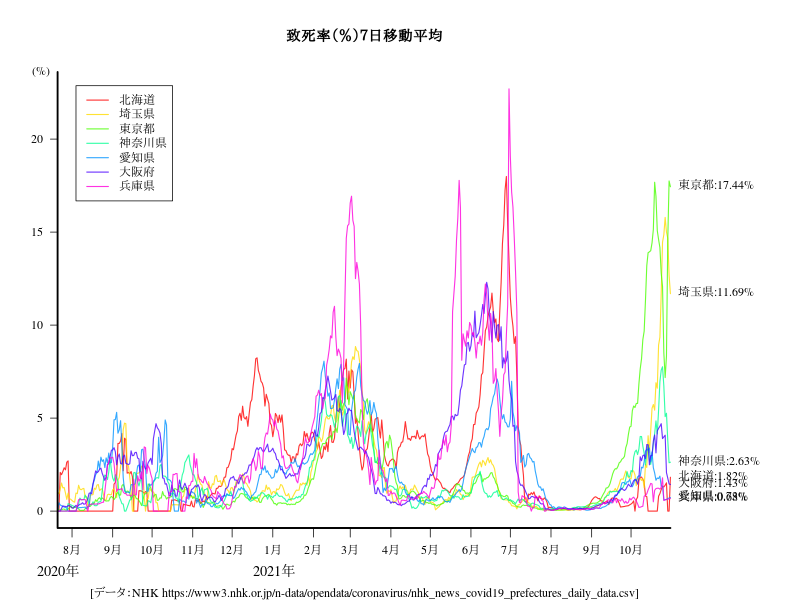 致死率(%)7日移動平均
(%)
北海道
埼玉県
東京都
神奈川県
愛知県
大阪府
兵庫県
20
15
10
5
0
東京都:17.44%
埼玉県:11.69%
神奈川県:2.63%
北海道:1.82%
大阪府:1.43%
8月 9月 10月 11月 12月 1月 2月 3月 4月 5月 6月 7月 8月 9月 10月
2020年 2021年
[データ:NHK https://www3.nhk.or.jp/n-data/opendata/coronavirus/nhk_news_covid19_prefectures_daily_data.csv]